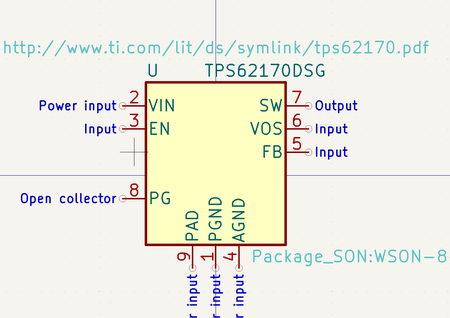 http://www.ti.com/lit/ds/symlink/tps62170.pdf
U TPS62170DSG
Power input 2 VIN SW 7 Output
Input 3 EN VOS 6 Input
FB 5 Input
Open collector 8 PG
PAD PGND AGND
9 1 4
Package_SON:WSON-8
r input r input r input